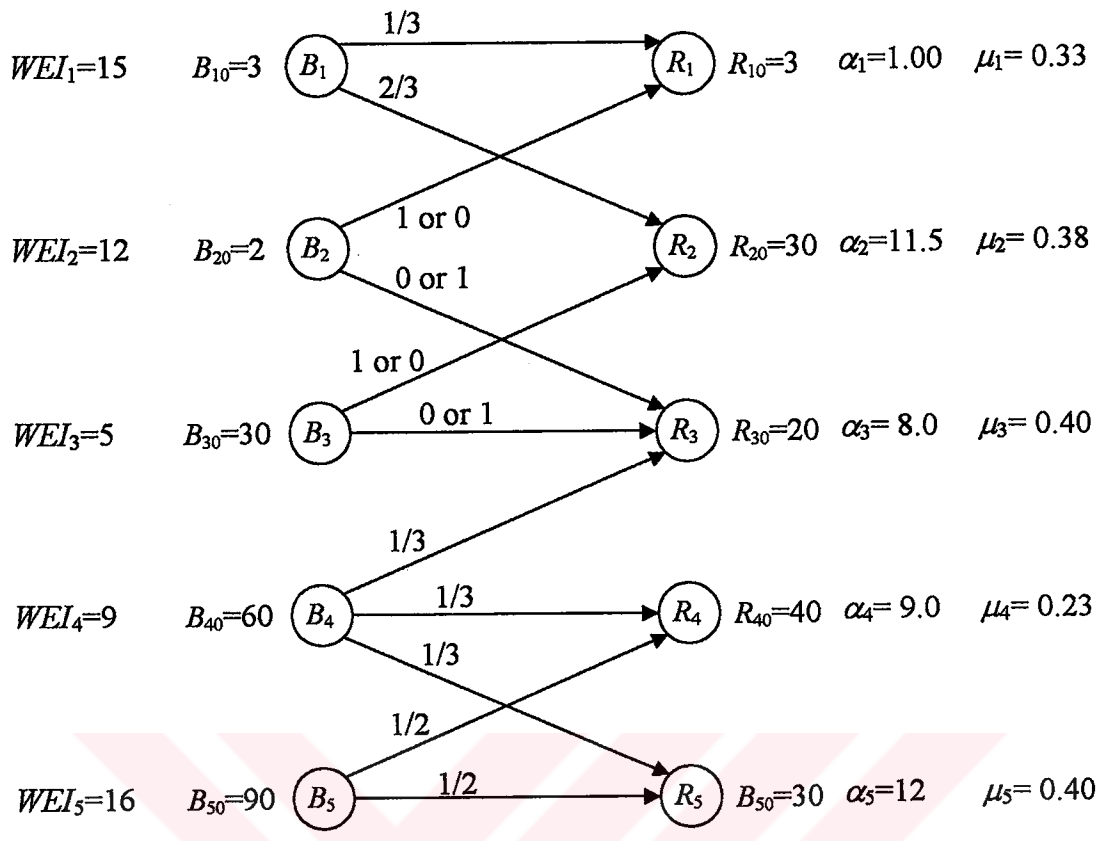 1/3
WEI₁=15 B₁₀=3 B₁ R₁ R₁₀=3 α₁=1.00 μ₁= 0.33
2/3
1 or 0
WEI₂=12 B₂₀=2 B₂ R₂ R₂₀=30 α₂=11.5 μ₂= 0.38
0 or 1
1 or 0
0 or 1
WEI₃=5 B₃₀=30 B₃ R₃ R₃₀=20 α₃= 8.0 μ₃= 0.40
1/3
1/3
WEI₄=9 B₄₀=60 B₄ R₄ R₄₀=40 α₄= 9.0 μ₄= 0.23
1/3
1/2
1/2
WEI₅=16 B₅₀=90 B₅ R₅ B₅₀=30 α₅=12 μ₅= 0.40